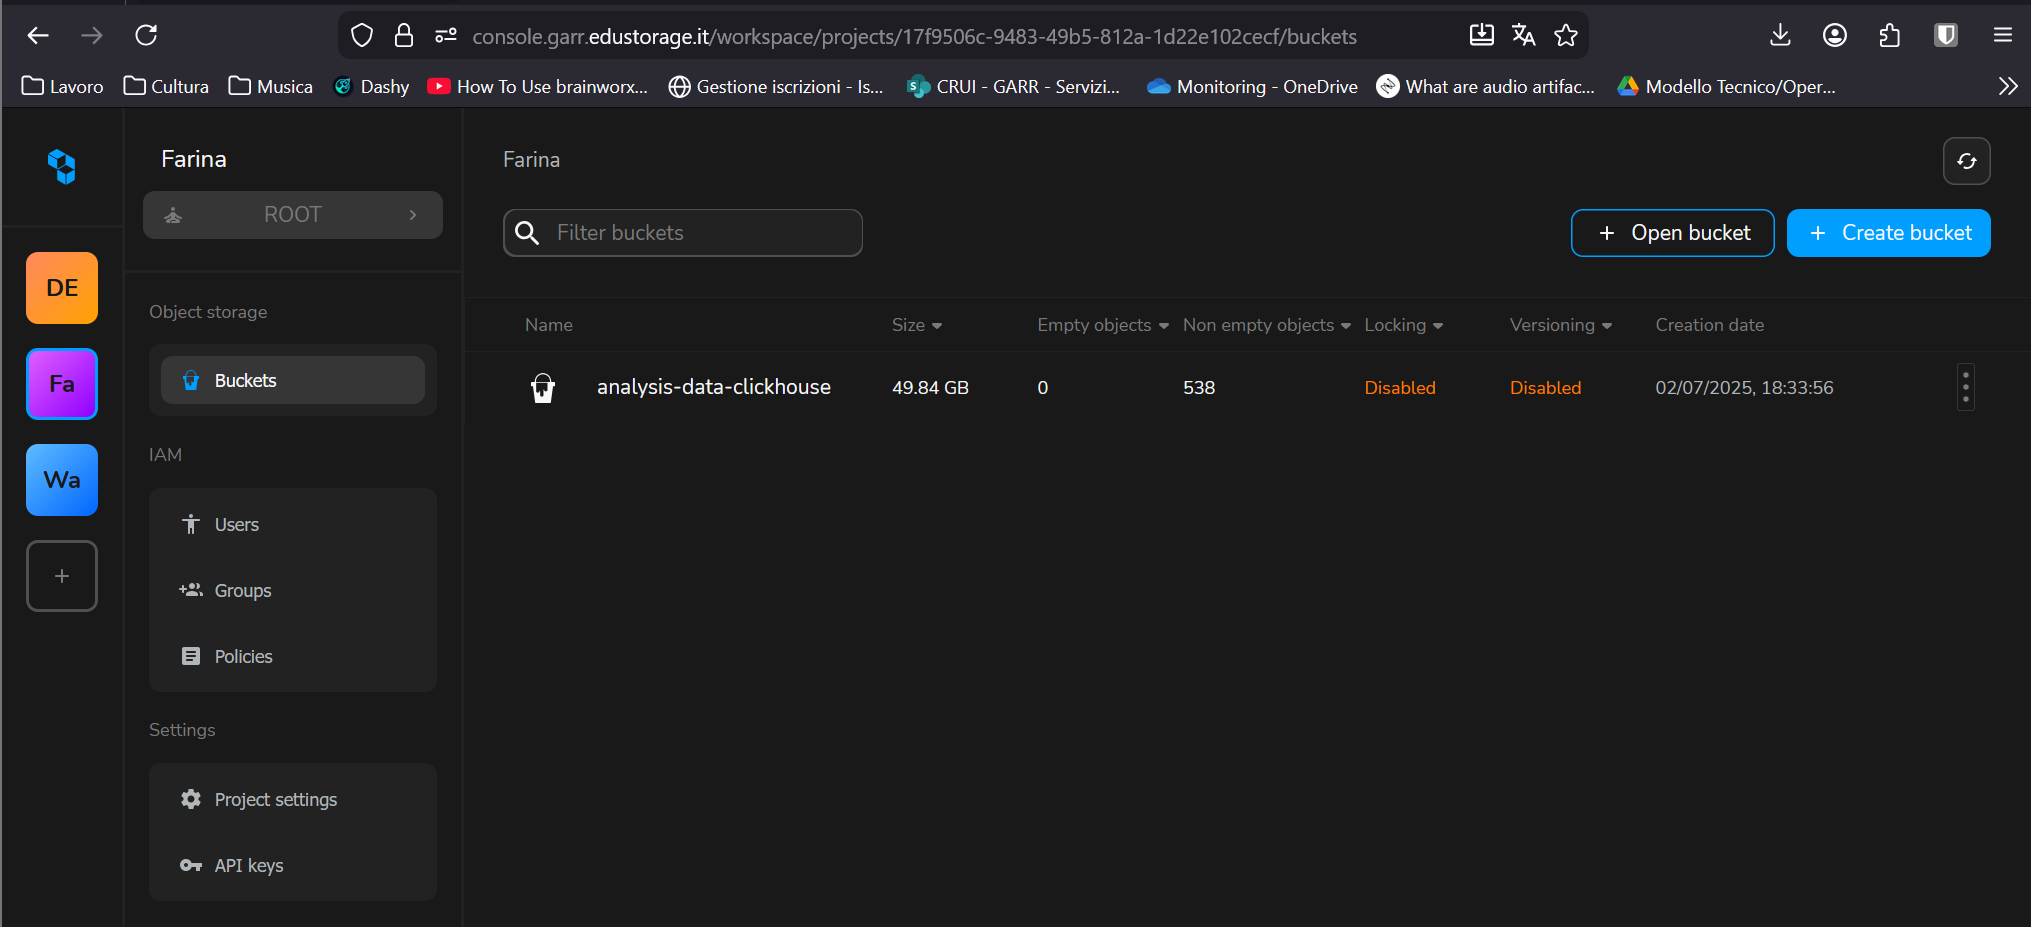 console.garr.edustorage.it/workspace/projects/17f9506c-9483-49b5-812a-1d22e102cecf/buckets
Lavoro Cultura Musica Dashy How To Use brainworx... Gestione iscrizioni - Is... CRUI - GARR - Servizi... Monitoring - OneDrive What are audio artifac... Modello Tecnico/Oper...
Farina
ROOT
DE
Fa
Wa
+
Object storage
Buckets
IAM
Users
Groups
Policies
Settings
Project settings
API keys
Farina
Filter buckets
+ Open bucket
+ Create bucket
Name Size Empty objects Non empty objects Locking Versioning Creation date
analysis-data-clickhouse 49.84 GB 0 538 Disabled Disabled 02/07/2025, 18:33:56